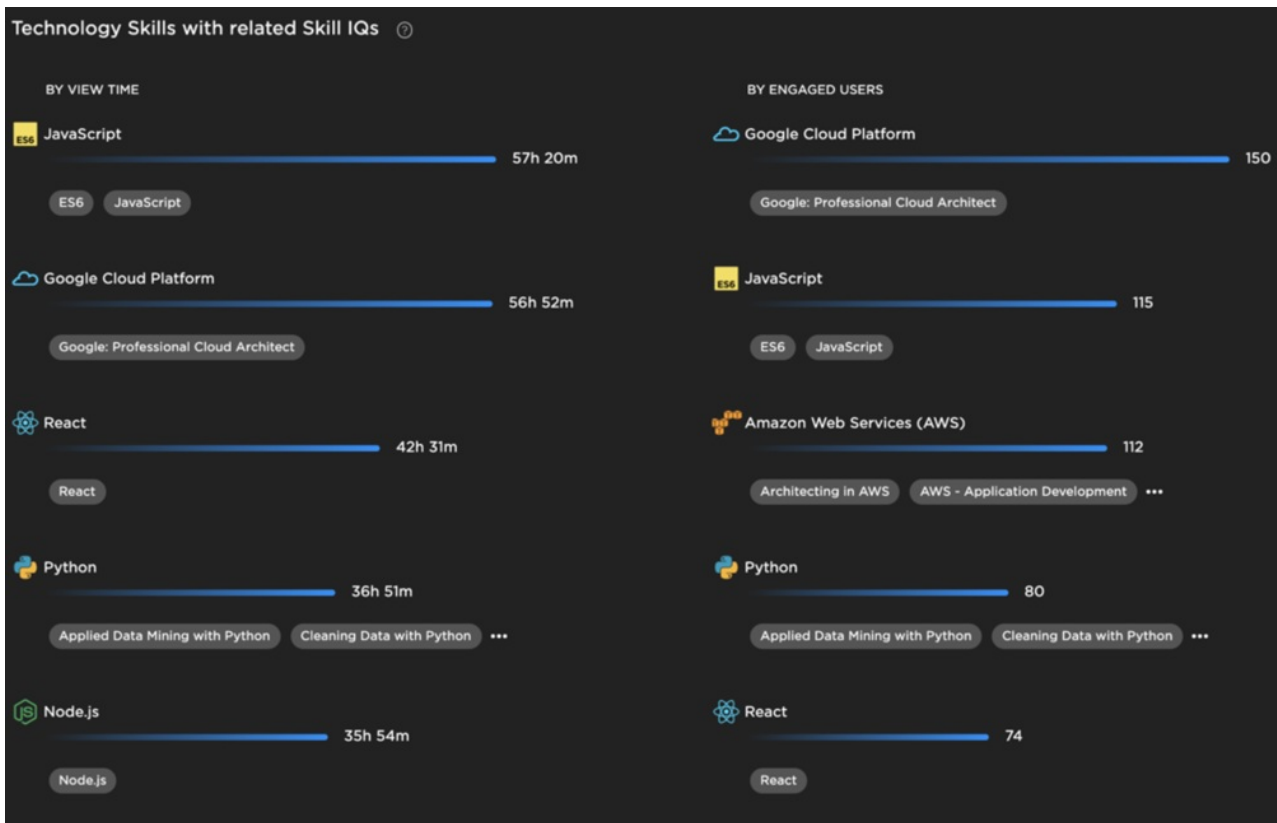 Technology Skills with related Skill IQs ?
BY VIEW TIME
ES6 JavaScript
57h 20m
ES6 JavaScript
Google Cloud Platform
56h 52m
Google: Professional Cloud Architect
React
42h 31m
React
Python
36h 51m
Applied Data Mining with Python Cleaning Data with Python •••
JS Node.js
35h 54m
Node.js
BY ENGAGED USERS
Google Cloud Platform
150
Google: Professional Cloud Architect
ES6 JavaScript
115
ES6 JavaScript
Amazon Web Services (AWS)
112
Architecting in AWS AWS - Application Development •••
Python
80
Applied Data Mining with Python Cleaning Data with Python •••
React
74
React